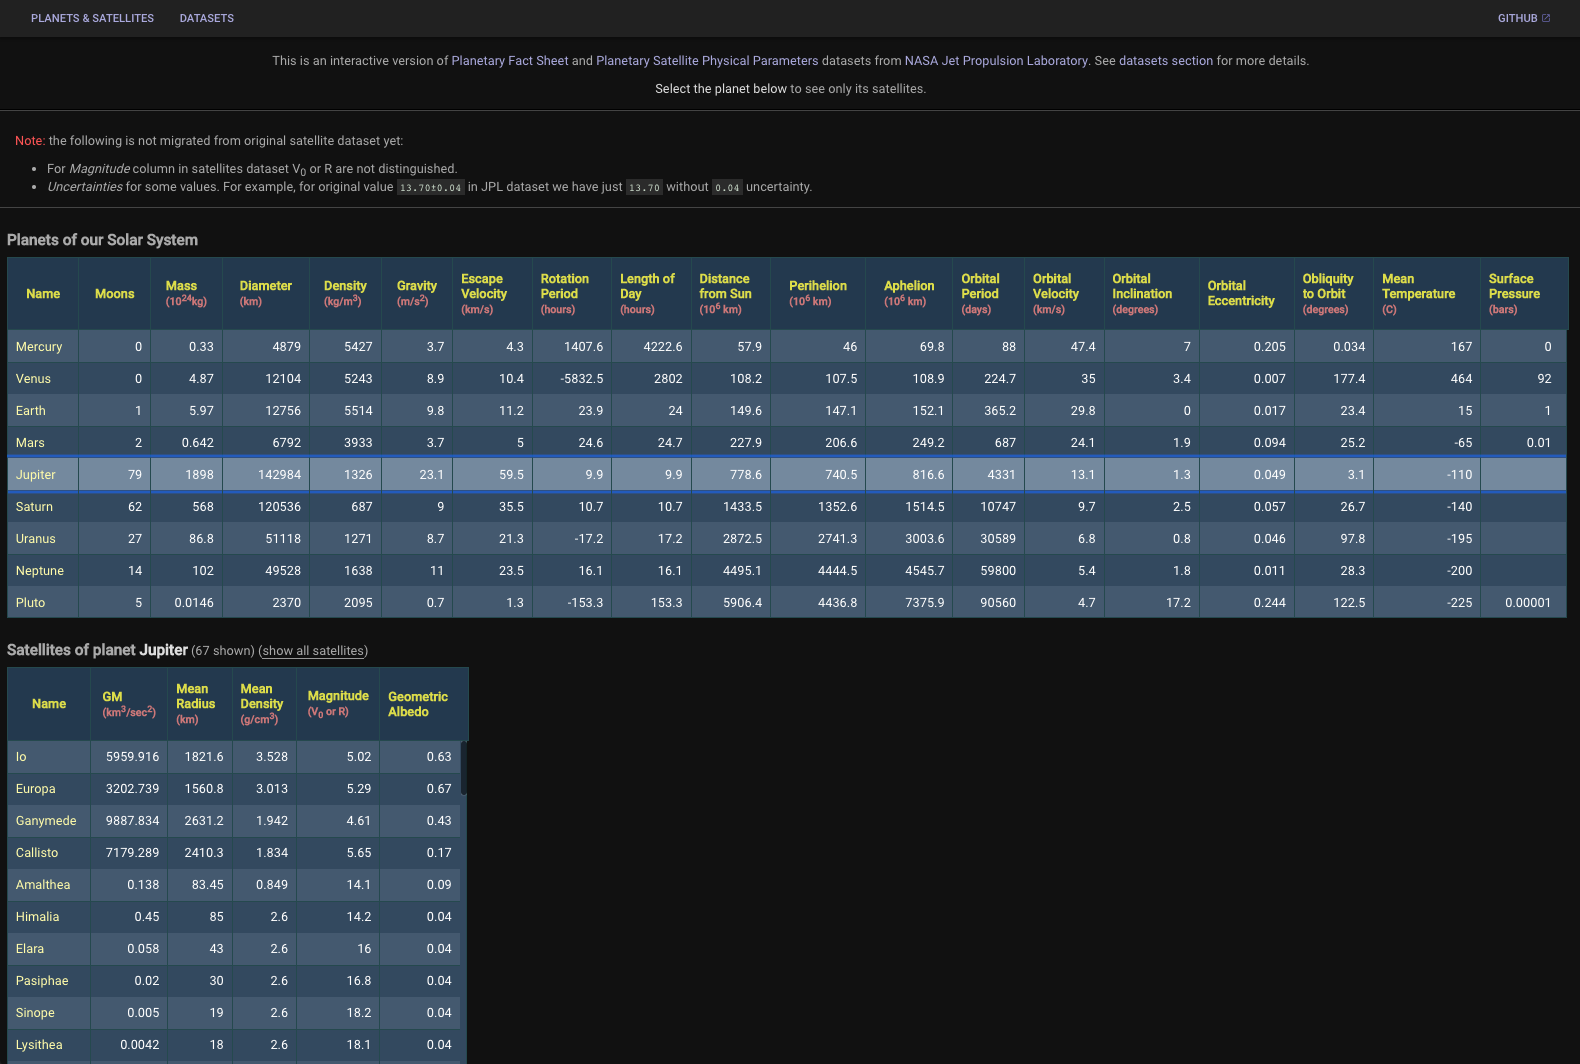 PLANETS & SATELLITES DATASETS GITHUB
This is an interactive version of Planetary Fact Sheet and Planetary Satellite Physical Parameters datasets from NASA Jet Propulsion Laboratory. See datasets section for more details.
Select the planet below to see only its satellites.
Note: the following is not migrated from original satellite dataset yet:
• For Magnitude column in satellites dataset V0 or R are not distinguished.
• Uncertainties for some values. For example, for original value 13.70±0.04 in JPL dataset we have just 13.70 without 0.04 uncertainty.
Planets of our Solar System
Name Moons Mass (10^24kg) Diameter (km) Density (kg/m^3) Gravity (m/s^2) Escape Velocity (km/s) Rotation Period (hours) Length of Day (hours) Distance from Sun (10^6 km) Perihelion (10^6 km) Aphelion (10^6 km) Orbital Period (days) Orbital Velocity (km/s) Orbital Inclination (degrees) Orbital Eccentricity Obliquity to Orbit (degrees) Mean Temperature (C) Surface Pressure (bars)
Mercury 0 0.33 4879 5427 3.7 4.3 1407.6 4222.6 57.9 46 69.8 88 47.4 7 0.205 0.034 167 0
Venus 0 4.87 12104 5243 8.9 10.4 -5832.5 2802 108.2 107.5 108.9 224.7 35 3.4 0.007 177.4 464 92
Earth 1 5.97 12756 5514 9.8 11.2 23.9 24 149.6 147.1 152.1 365.2 29.8 0 0.017 23.4 15 1
Mars 2 0.642 6792 3933 3.7 5 24.6 24.7 227.9 206.6 249.2 687 24.1 1.9 0.094 25.2 -65 0.01
Jupiter 79 1898 142984 1326 23.1 59.5 9.9 9.9 778.6 740.5 816.6 4331 13.1 1.3 0.049 3.1 -110
Saturn 62 568 120536 687 9 35.5 10.7 10.7 1433.5 1352.6 1514.5 10747 9.7 2.5 0.057 26.7 -140
Uranus 27 86.8 51118 1271 8.7 21.3 -17.2 17.2 2872.5 2741.3 3003.6 30589 6.8 0.8 0.046 97.8 -195
Neptune 14 102 49528 1638 11 23.5 16.1 16.1 4495.1 4444.5 4545.7 59800 5.4 1.8 0.011 28.3 -200
Pluto 5 0.0146 2370 2095 0.7 1.3 -153.3 153.3 5906.4 4436.8 7375.9 90560 4.7 17.2 0.244 122.5 -225 0.00001
Satellites of planet Jupiter (67 shown) (show all satellites)
Name GM (km^3/sec^2) Mean Radius (km) Mean Density (g/cm^3) Magnitude (V0 or R) Geometric Albedo
Io 5959.916 1821.6 3.528 5.02 0.63
Europa 3202.739 1560.8 3.013 5.29 0.67
Ganymede 9887.834 2631.2 1.942 4.61 0.43
Callisto 7179.289 2410.3 1.834 5.65 0.17
Amalthea 0.138 83.45 0.849 14.1 0.09
Himalia 0.45 85 2.6 14.2 0.04
Elara 0.058 43 2.6 16 0.04
Pasiphae 0.02 30 2.6 16.8 0.04
Sinope 0.005 19 2.6 18.2 0.04
Lysithea 0.0042 18 2.6 18.1 0.04